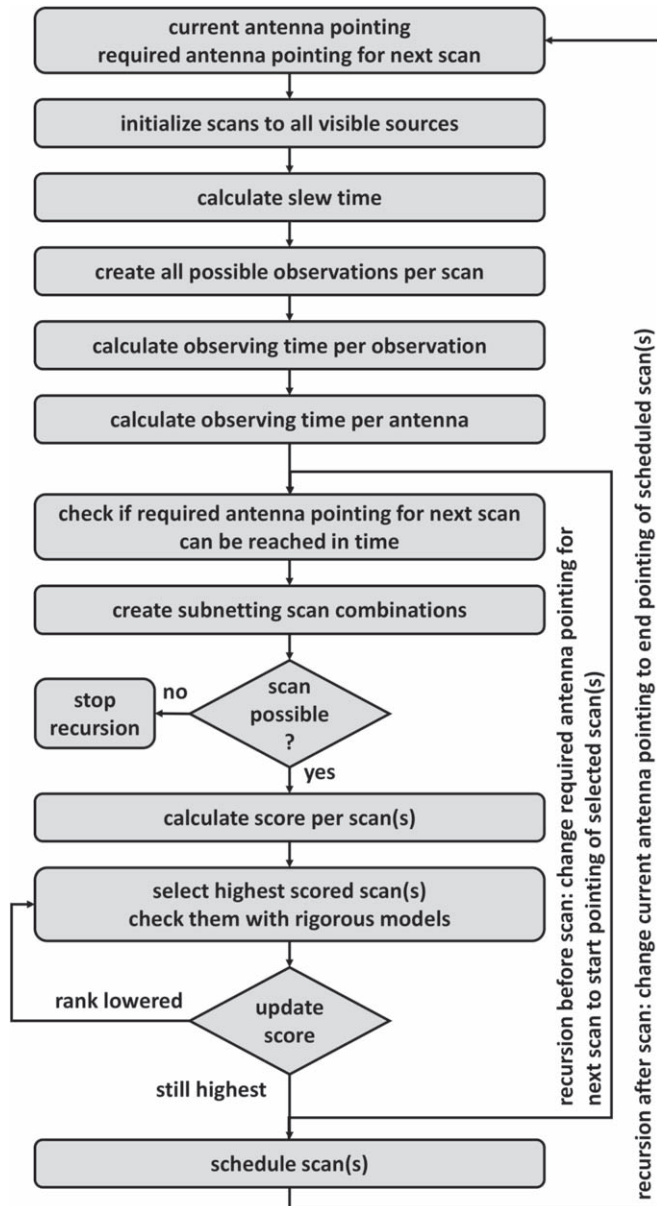 current antenna pointing
required antenna pointing for next scan
initialize scans to all visible sources
calculate slew time
create all possible observations per scan
calculate observing time per observation
calculate observing time per antenna
check if required antenna pointing for next scan
can be reached in time
create subnetting scan combinations
scan
possible
?
no
stop
recursion
yes
calculate score per scan(s)
select highest scored scan(s)
check them with rigorous models
rank lowered
update
score
still highest
schedule scan(s)
recursion before scan: change required antenna pointing for
next scan to start pointing of selected scan(s)
recursion after scan: change current antenna pointing to end pointing of scheduled scan(s)